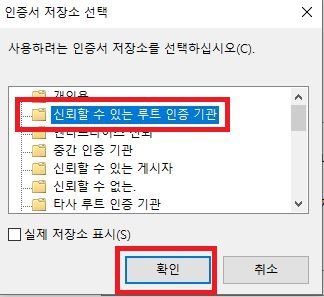 인증서 저장소 선택
사용하려는 인증서 저장소를 선택하십시오(C).
개인용
신뢰할 수 있는 루트 인증 기관
엔터프라이즈 신뢰
중간 인증 기관
신뢰할 수 있는 게시자
신뢰할 수 없는.
타사 루트 인증 기관
실제 저장소 표시(S)
확인
취소